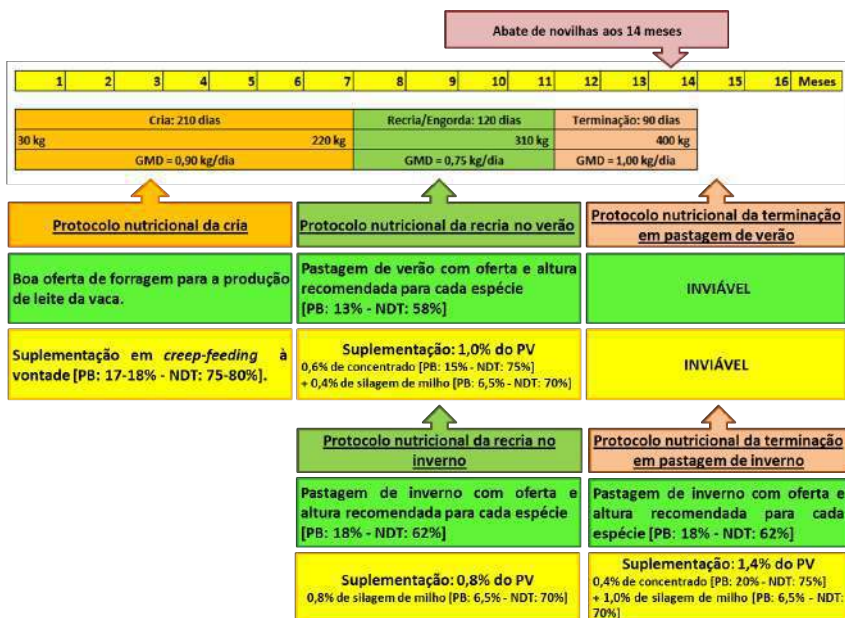 Abate de novilhas aos 14 meses
1 2 3 4 5 6 7 8 9 10 11 12 13 14 15 16 Meses
Cria: 210 dias
30 kg 220 kg
GMD = 0,90 kg/dia
Recria/Engorda: 120 dias
310 kg
GMD = 0,75 kg/dia
Terminação: 90 dias
400 kg
GMD = 1,00 kg/dia
Protocolo nutricional da cria
Boa oferta de forragem para a produção
de leite da vaca.
Suplementação em creep-feeding à
vontade [PB: 17-18% - NDT: 75-80%].
Protocolo nutricional da recria no verão
Pastagem de verão com oferta e altura
recomendada para cada espécie
[PB: 13% - NDT: 58%]
Suplementação: 1,0% do PV
0,6% de concentrado [PB: 15% - NDT: 75%]
+ 0,4% de silagem de milho [PB: 6,5% - NDT: 70%]
Protocolo nutricional da terminação
em pastagem de verão
INVIÁVEL
INVIÁVEL
Protocolo nutricional da recria no
inverno
Pastagem de inverno com oferta e
altura recomendada para cada espécie
[PB: 18% - NDT: 62%]
Suplementação: 0,8% do PV
0,8% de silagem de milho [PB: 6,5% - NDT: 70%]
Protocolo nutricional da terminação
em pastagem de inverno
Pastagem de inverno com oferta e
altura recomendada para cada
espécie [PB: 18% - NDT: 62%]
Suplementação: 1,4% do PV
0,4% de concentrado [PB: 20% - NDT: 75%]
+ 1,0% de silagem de milho [PB: 6,5% - NDT:
70%]